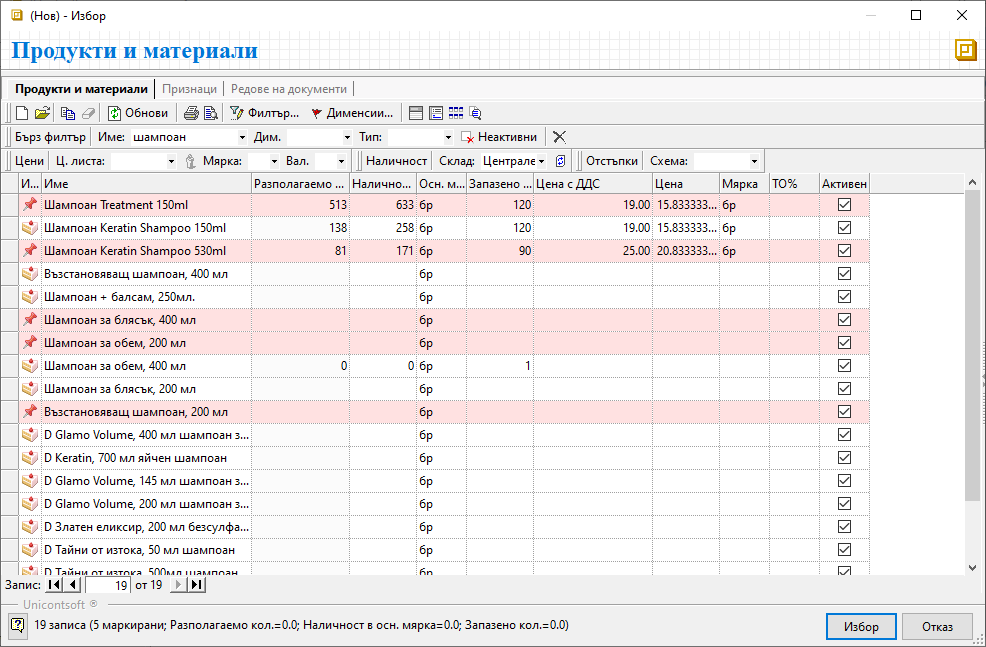 (Нов) - Избор
Продукти и материали
Продукти и материали Признаци Редове на документи
Обнови Филтър... Дименсии...
Бърз филтър Име: шампоан Дим. Тип: Неактивни
Цени Ц. листа: Мярка: Вал. Наличност Склад: Централе Отстъпки Схема:
И... Име Разполагаемо ... Налично... Осн. м... Запазено ... Цена с ДДС Цена Мярка ТО% Активен
Шампоан Treatment 150ml 513 633 бр 120 19.00 15.833333... бр
Шампоан Keratin Shampoo 150ml 138 258 бр 120 19.00 15.833333... бр
Шампоан Keratin Shampoo 530ml 81 171 бр 90 25.00 20.833333... бр
Възстановяващ шампоан, 400 мл бр
Шампоан + балсам, 250мл. бр
Шампоан за блясък, 400 мл бр
Шампоан за обем, 200 мл бр
Шампоан за обем, 400 мл 0 0 бр 1
Шампоан за блясък, 200 мл бр
Възстановяващ шампоан, 200 мл бр
D Glamo Volume, 400 мл шампоан з... бр
D Keratin, 700 мл яйчен шампоан бр
D Glamo Volume, 145 мл шампоан з... бр
D Glamo Volume, 200 мл шампоан з... бр
D Златен еликсир, 200 мл безсулфа... бр
D Тайни от изтока, 50 мл шампоан бр
D Тайни от изтока, 500мл шампоан бр
Запис: 19 от 19
Unicontsoft ®
19 записа (5 маркирани; Разполагаемо кол.=0.0; Наличност в осн. мярка=0.0; Запазено кол.=0.0)
Избор Отказ